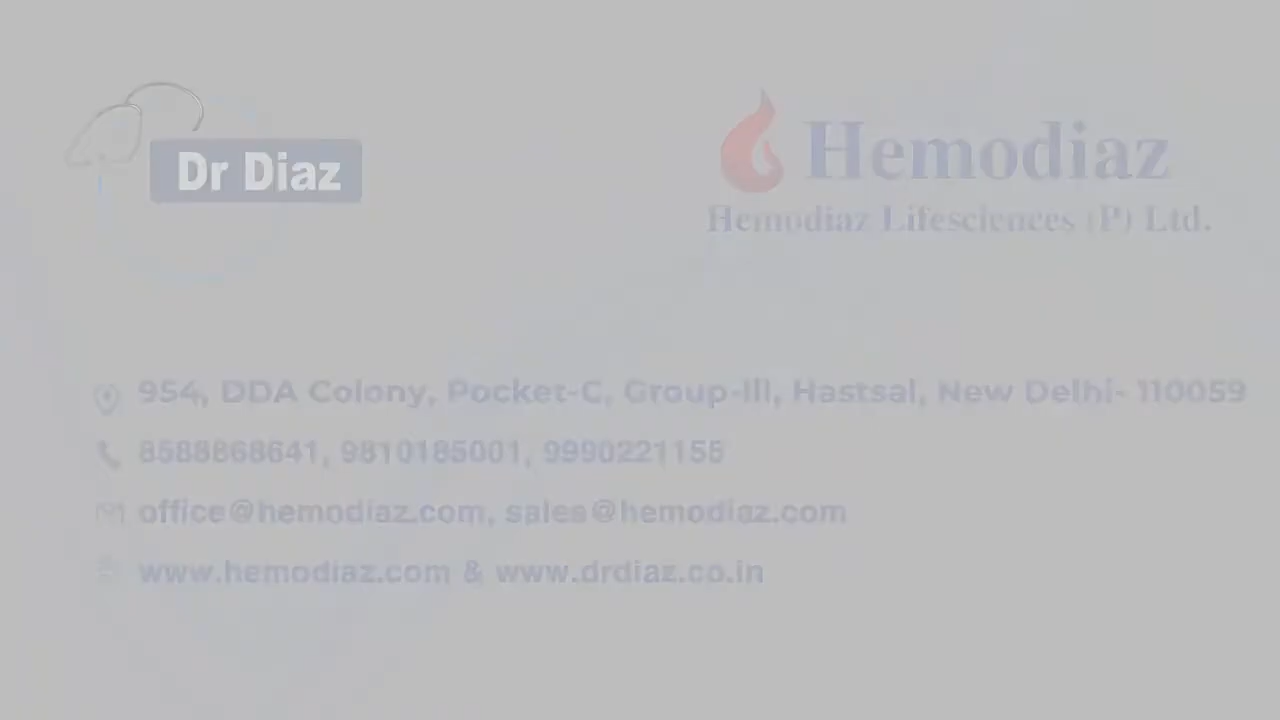 Dr Diaz
Hemodiaz
Hemodiaz Lifesciences (P) Ltd.
954, DDA Colony, Pocket-C, Group-III, Hastsal, New Delhi- 110059
8588868641, 9810185001, 9990221155
office@hemodiaz.com, sales@hemodiaz.com
www.hemodiaz.com & www.drdiaz.co.in